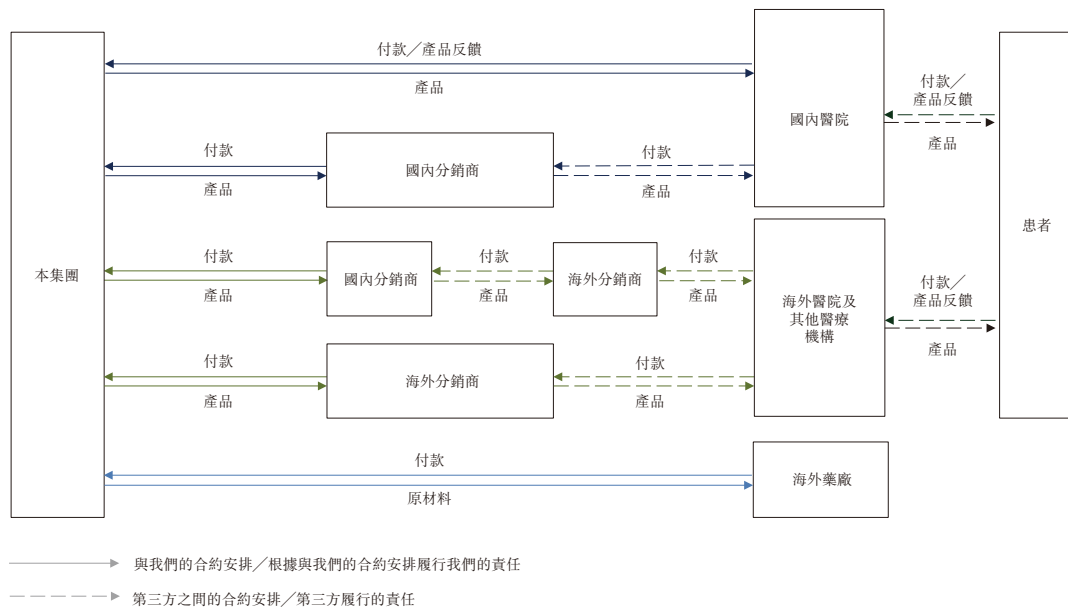 付款／產品反饋
產品
國內醫院
付款／
產品反饋
產品
付款
產品
國內分銷商
付款
產品
患者
本集團
付款
產品
國內分銷商
付款
產品
海外分銷商
付款
產品
海外醫院及
其他醫療
機構
付款／
產品反饋
產品
付款
產品
海外分銷商
付款
產品
付款
原材料
海外藥廠
與我們的合約安排／根據與我們的合約安排履行我們的責任
第三方之間的合約安排／第三方履行的責任